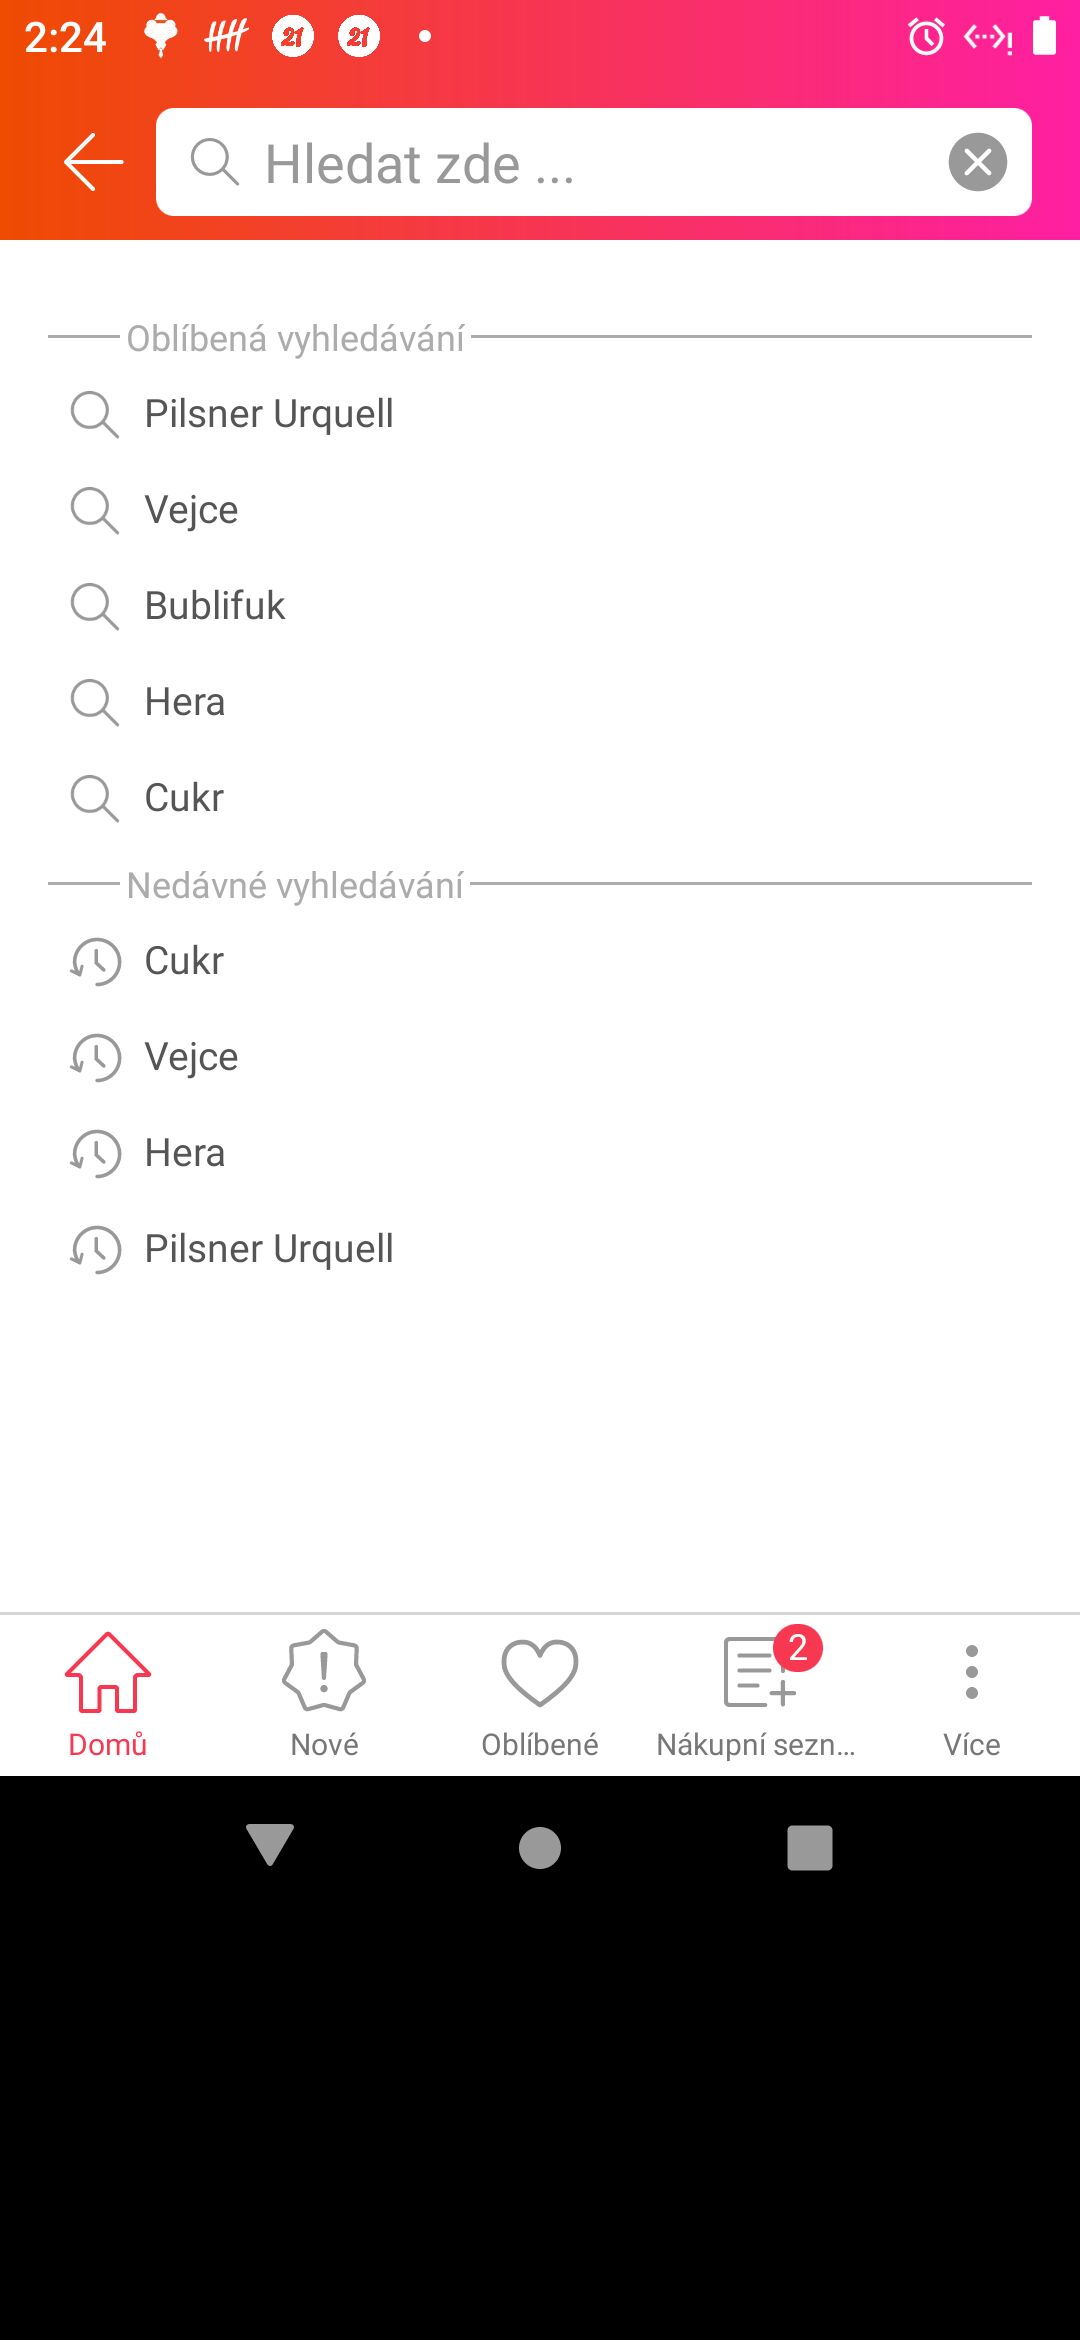 2:24
21 21
Hledat zde ...
Oblíbená vyhledávání
Pilsner Urquell
Vejce
Bublifuk
Hera
Cukr
Nedávné vyhledávání
Cukr
Vejce
Hera
Pilsner Urquell
2
Domů Nové Oblíbené Nákupní sezn... Více